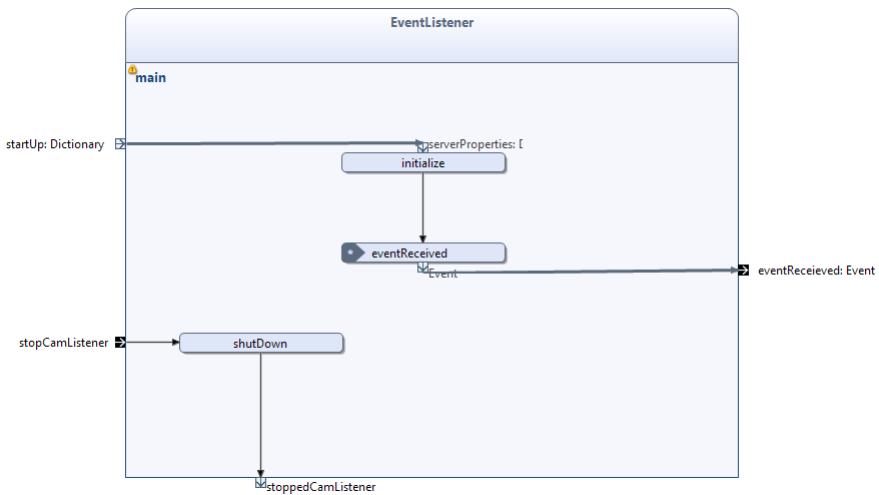 EventListener
main
startUp: Dictionary
serverProperties: [
initialize
eventReceived
Event
eventReceieved: Event
stopCamListener
shutDown
stoppedCamListener